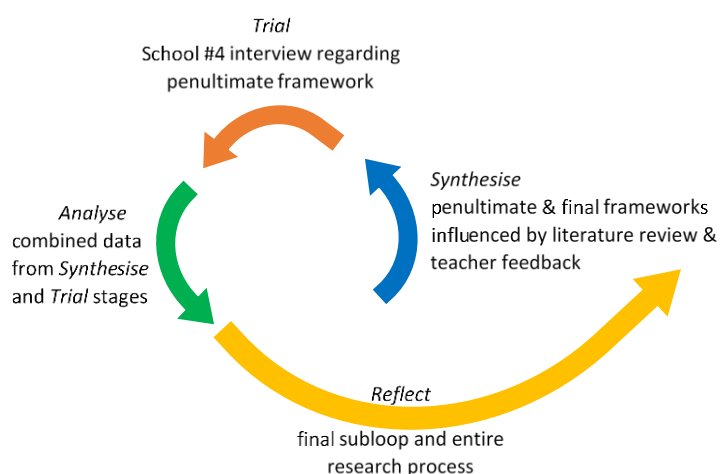 Trial
School #4 interview regarding
penultimate framework
Synthesise
penultimate & final frameworks
influenced by literature review &
teacher feedback
Analyse
combined data
from Synthesise
and Trial stages
Reflect
final subloop and entire
research process